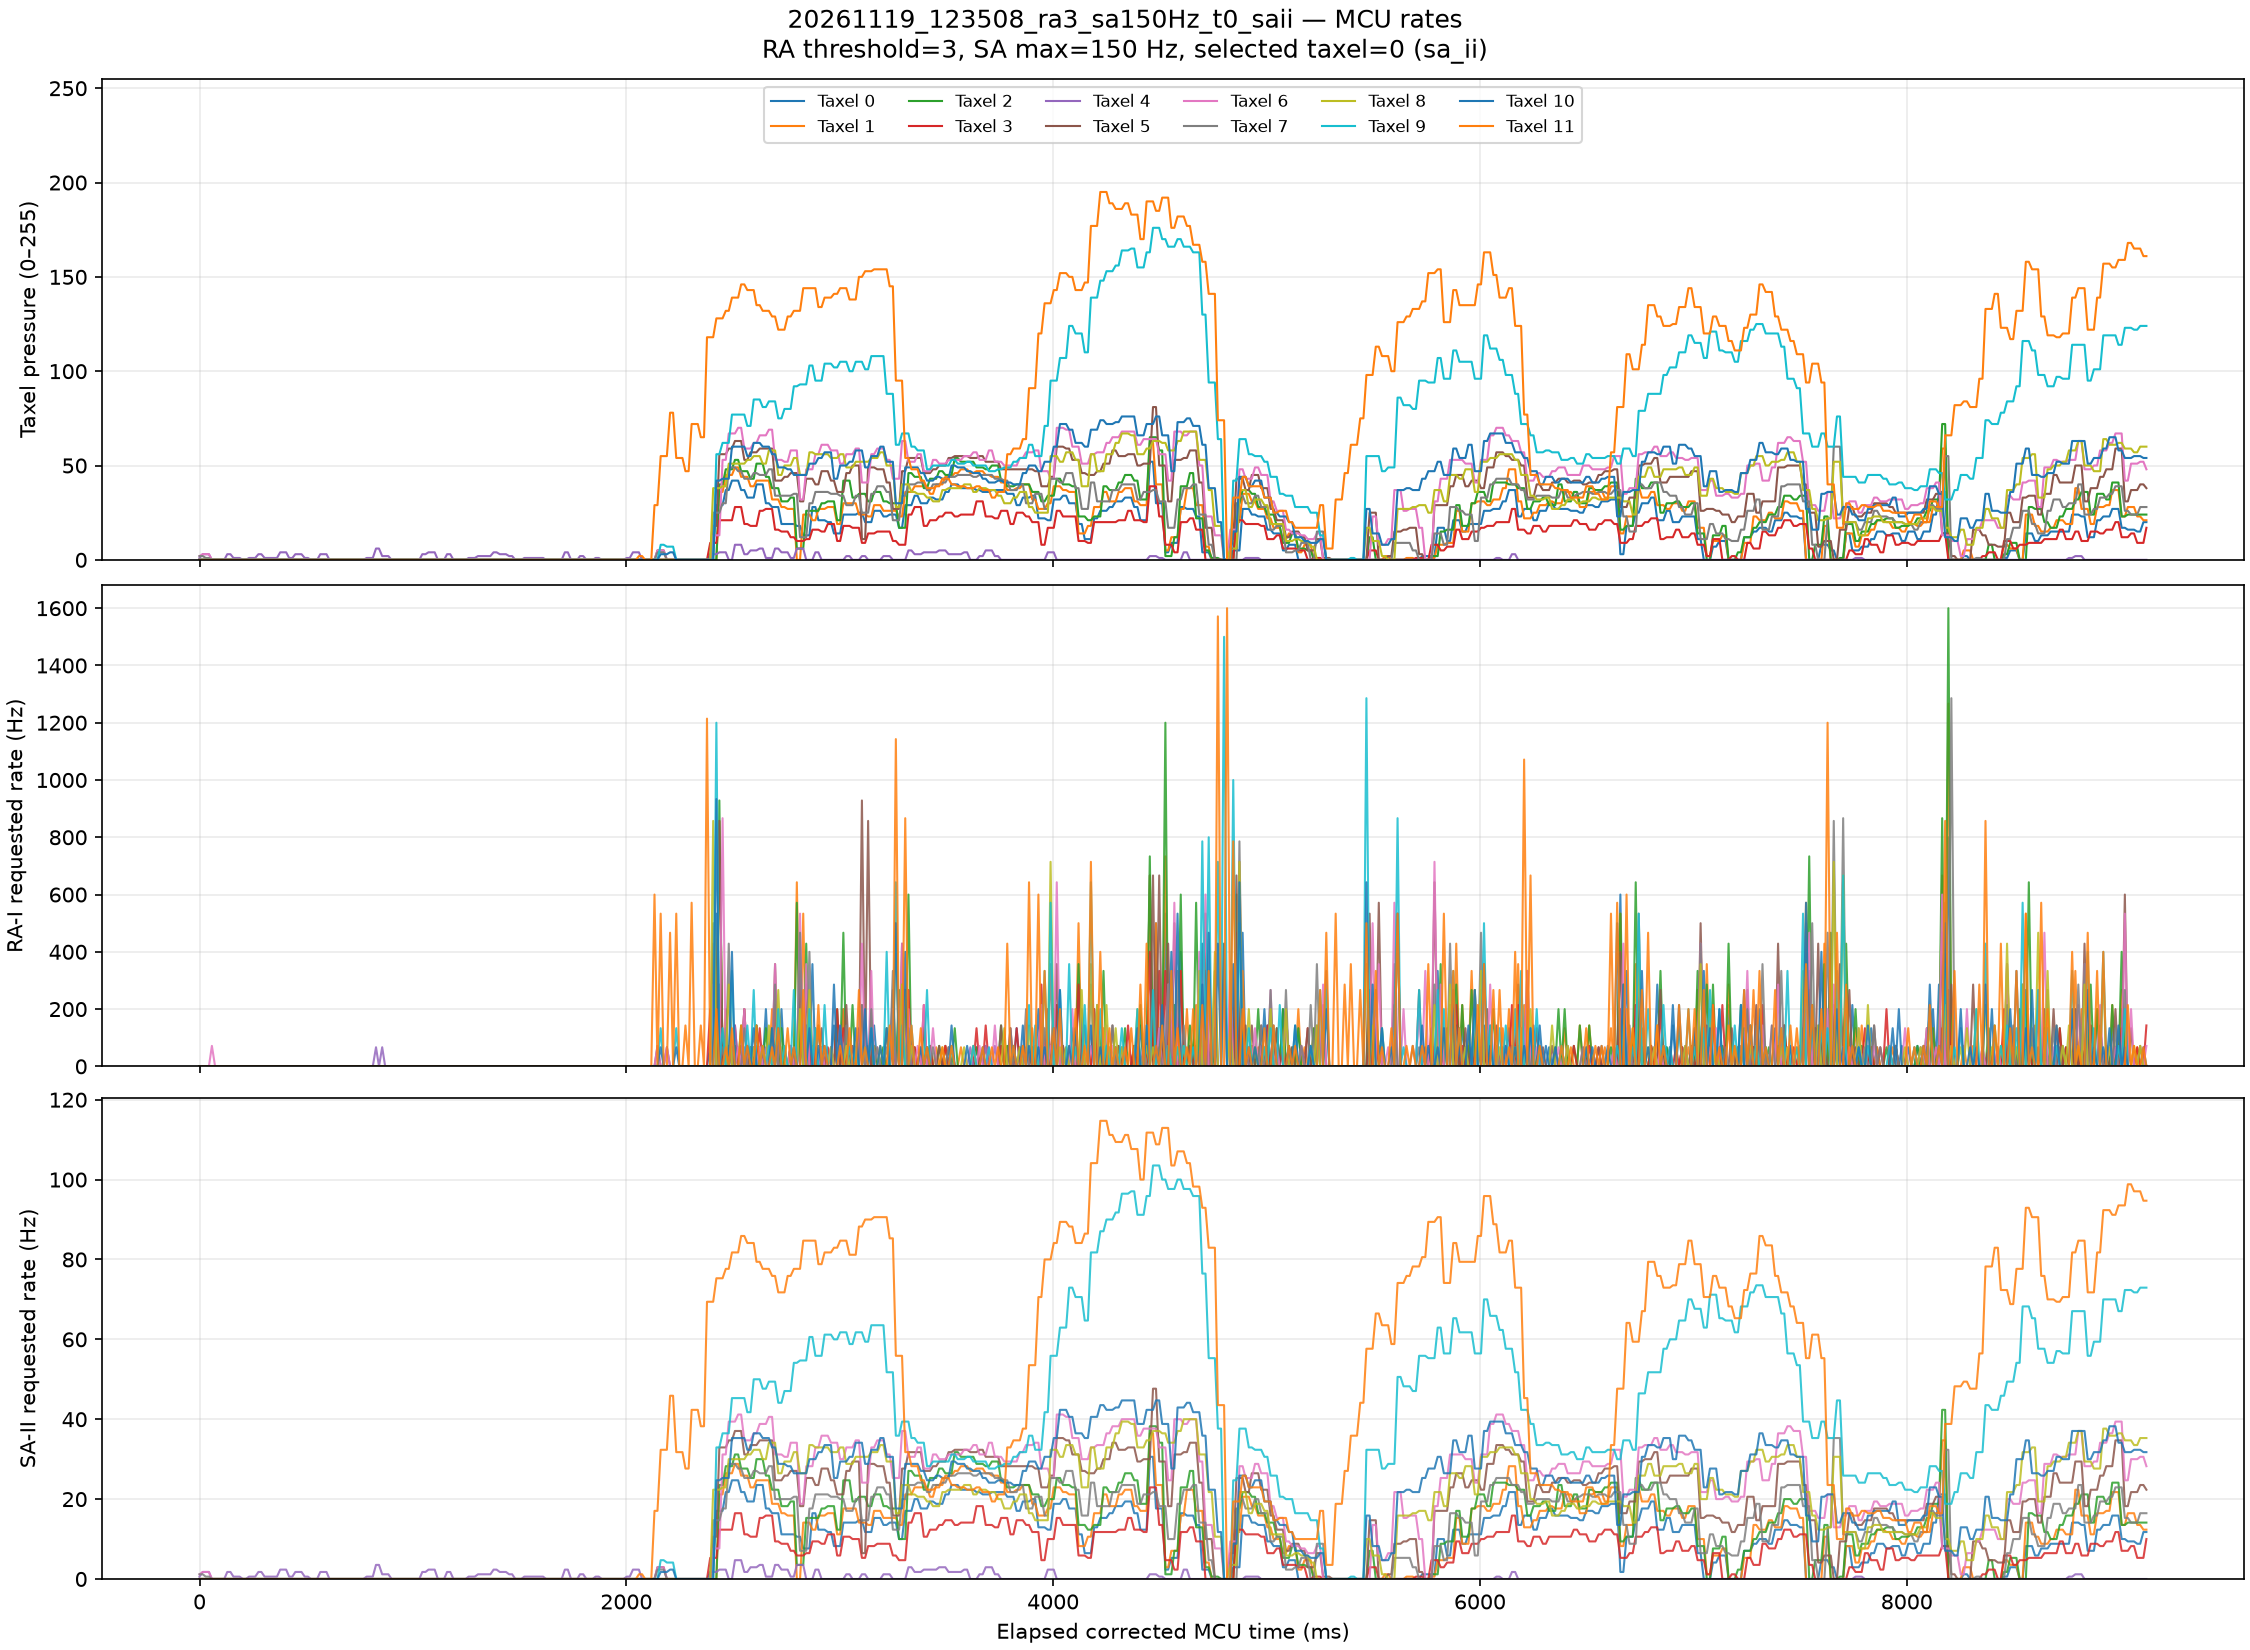 20261119_123508_ra3_sa150Hz_t0_saii — MCU rates
RA threshold=3, SA max=150 Hz, selected taxel=0 (sa_ii)
Taxel pressure (0–255)
250
200
150
100
50
0
Taxel 0 Taxel 2 Taxel 4 Taxel 6 Taxel 8 Taxel 10
Taxel 1 Taxel 3 Taxel 5 Taxel 7 Taxel 9 Taxel 11
RA-I requested rate (Hz)
1600
1400
1200
1000
800
600
400
200
0
SA-II requested rate (Hz)
120
100
80
60
40
20
0
0 2000 4000 6000 8000
Elapsed corrected MCU time (ms)